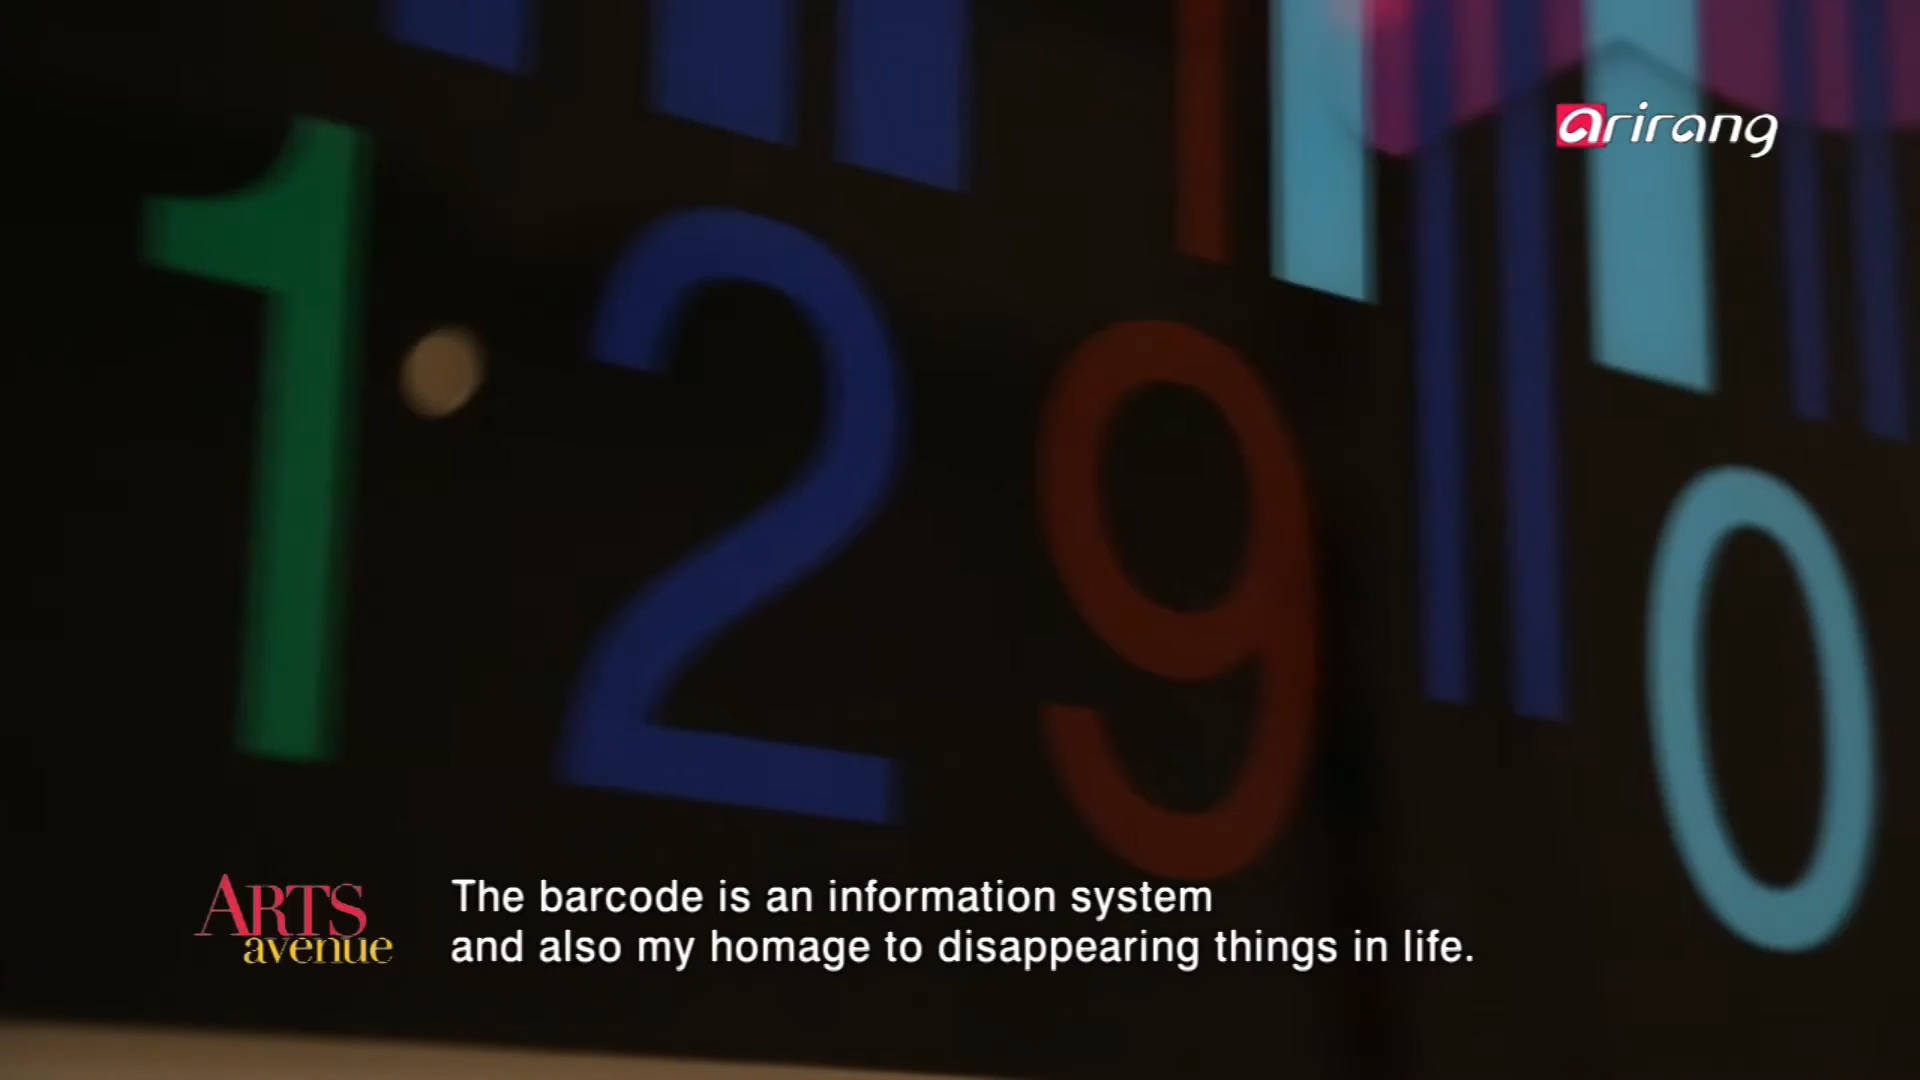 arirang
1 2 9 0
ARTS
avenue
The barcode is an information system
and also my homage to disappearing things in life.